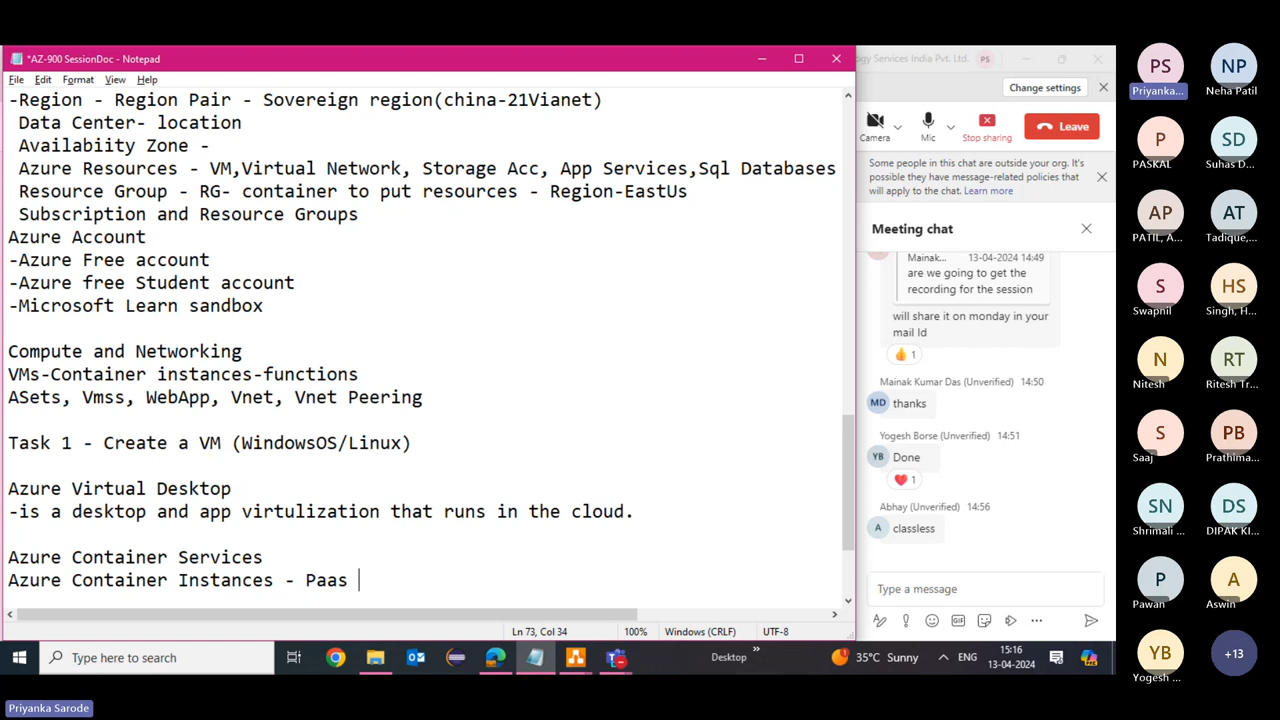 *AZ-900 SessionDoc - Notepad
File Edit Format View Help
-Region - Region Pair - Sovereign region(china-21Vianet)
Data Center- location
Availabiity Zone -
Azure Resources - VM,Virtual Network, Storage Acc, App Services,Sql Databases
Resource Group - RG- container to put resources - Region-EastUs
Subscription and Resource Groups
Azure Account
-Azure Free account
-Azure free Student account
-Microsoft Learn sandbox
Compute and Networking
VMs-Container instances-functions
ASets, Vmss, WebApp, Vnet, Vnet Peering
Task 1 - Create a VM (WindowsOS/Linux)
Azure Virtual Desktop
-is a desktop and app virtulization that runs in the cloud.
Azure Container Services
Azure Container Instances - Paas
Ln 73, Col 34 100% Windows (CRLF) UTF-8
ogy Services India Pvt. Ltd. PS
Change settings
Camera Mic Stop sharing Leave
Some people in this chat are outside your org. It's
possible they have message-related policies that
will apply to the chat. Learn more
Meeting chat
Mainak... 13-04-2024 14:49
are we going to get the
recording for the session
will share it on monday in your
mail Id
👍 1
Mainak Kumar Das (Unverified) 14:50
MD thanks
Yogesh Borse (Unverified) 14:51
YB Done
❤️ 1
Abhay (Unverified) 14:56
A classless
Type a message
GIF
Type here to search
Desktop
35°C Sunny
ENG
15:16
13-04-2024
PS NP
Priyanka... Neha Patil
P SD
PASKAL Suhas D...
AP AT
PATIL, A... Tadique,...
S HS
Swapnil Singh, H...
N RT
Nitesh Ritesh Tr...
S PB
Saaj Prathima...
SN DS
Shrimali ... DIPAK KI...
P A
Pawan Aswin
YB +13
Yogesh ...
Priyanka Sarode